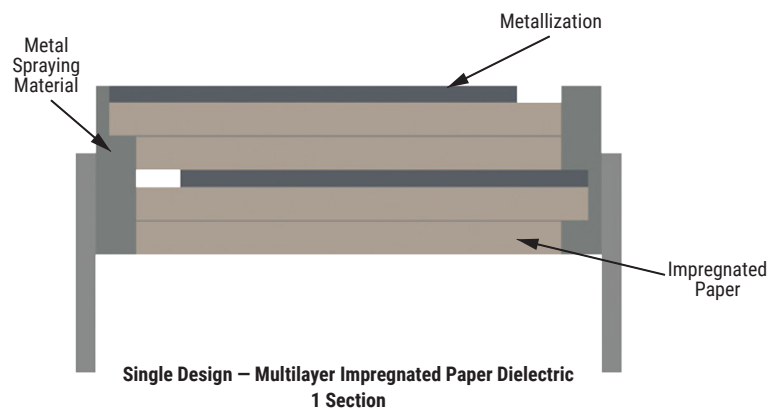 Metallization
Metal
Spraying
Material
Impregnated
Paper
Single Design – Multilayer Impregnated Paper Dielectric
1 Section